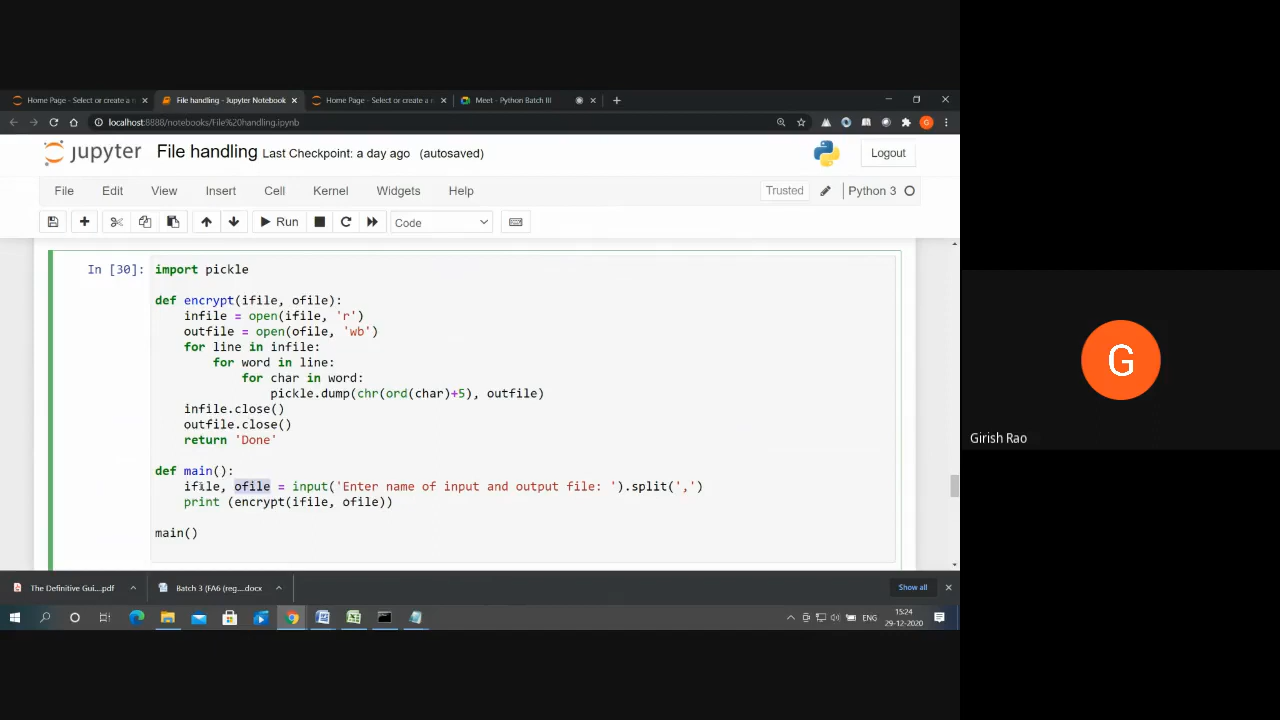 Home Page - Select or create a n
File handling - Jupyter Notebook
Home Page - Select or create a n
Meet - Python Batch III
localhost:8888/notebooks/File%20handling.ipynb
G
jupyter File handling Last Checkpoint: a day ago (autosaved)
Logout
File Edit View Insert Cell Kernel Widgets Help
Trusted
Python 3
Run
Code
In [30]: import pickle
def encrypt(ifile, ofile):
infile = open(ifile, 'r')
outfile = open(ofile, 'wb')
for line in infile:
for word in line:
for char in word:
pickle.dump(chr(ord(char)+5), outfile)
infile.close()
outfile.close()
return 'Done'
def main():
ifile, ofile = input('Enter name of input and output file: ').split(',')
print (encrypt(ifile, ofile))
main()
The Definitive Gui....pdf
Batch 3 (FA6 (reg....docx
Show all
ENG
15:24
29-12-2020
G
Girish Rao